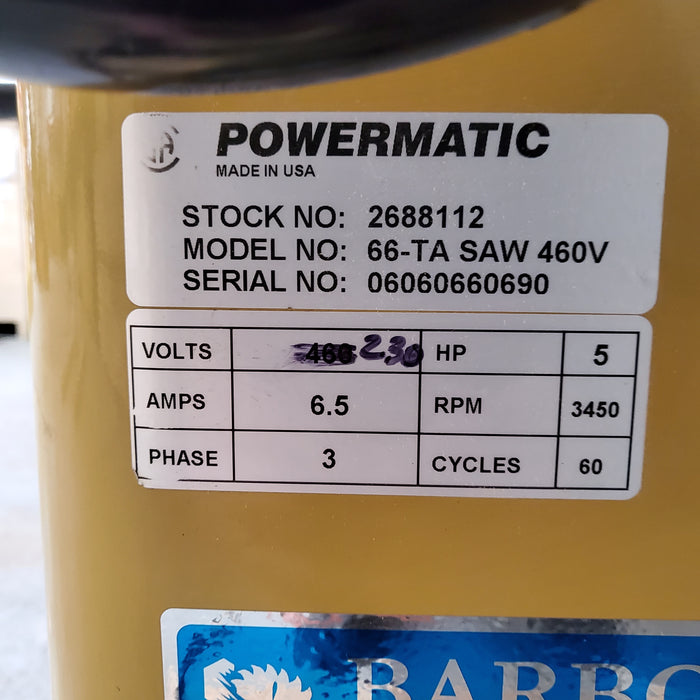 POWERMATIC
MADE IN USA
STOCK NO: 2688112
MODEL NO: 66-TA SAW 460V
SERIAL NO: 06060660690
VOLTS 460 230 HP 5
AMPS 6.5 RPM 3450
PHASE 3 CYCLES 60